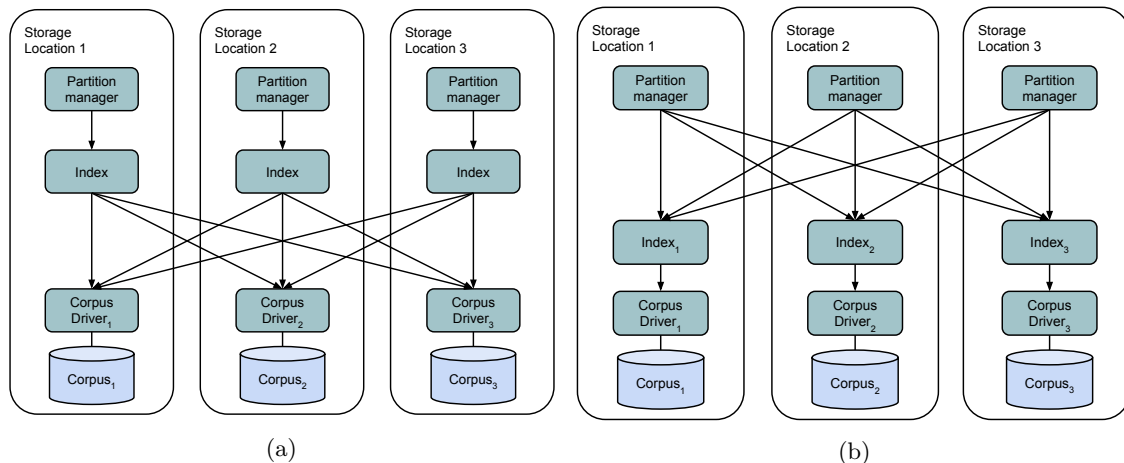 Storage
Location 1
Partition
manager
Index
Corpus
Driver₁
Corpus₁
Storage
Location 2
Partition
manager
Index
Corpus
Driver₂
Corpus₂
Storage
Location 3
Partition
manager
Index
Corpus
Driver₃
Corpus₃
(a)
Storage
Location 1
Partition
manager
Index₁
Corpus
Driver₁
Corpus₁
Storage
Location 2
Partition
manager
Index₂
Corpus
Driver₂
Corpus₂
Storage
Location 3
Partition
manager
Index₃
Corpus
Driver₃
Corpus₃
(b)